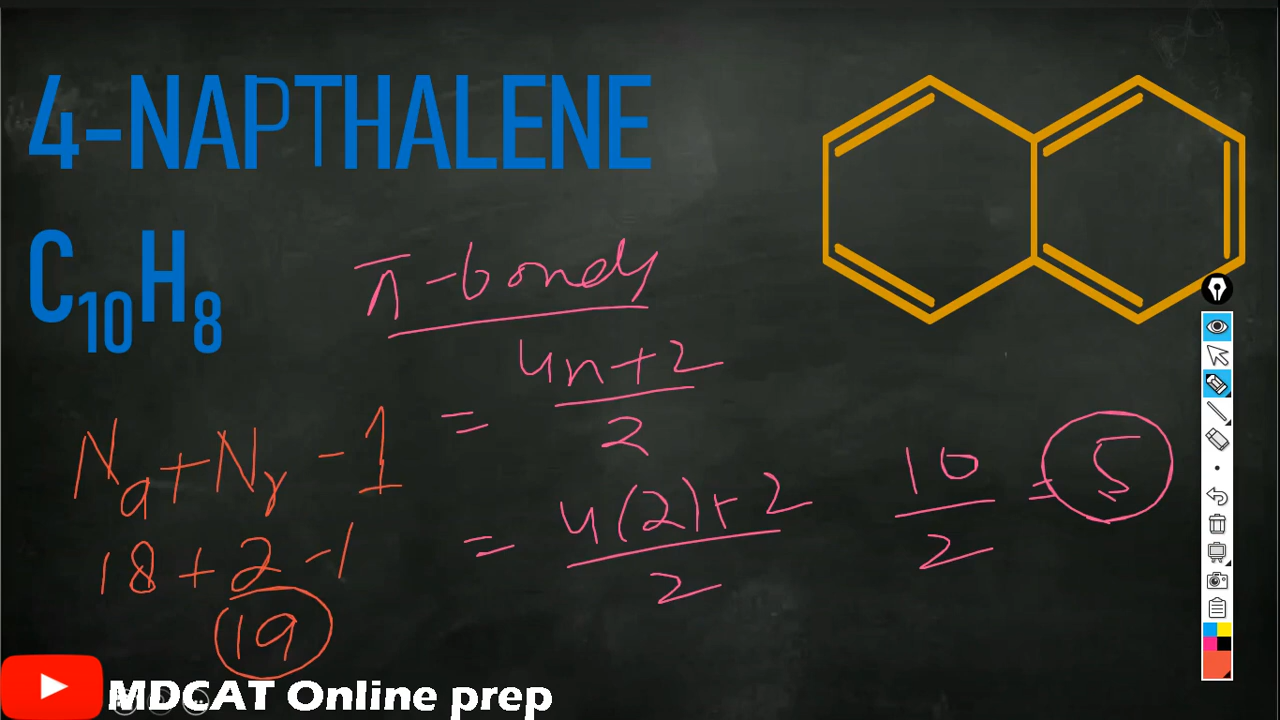 4-NAPTHALENE
C10H8
π-bonds
= 4n+2 / 2
= 4(2)+2 / 2
10 / 2 = 5
Na+Nr-1
18+2-1
19
MDCAT Online prep